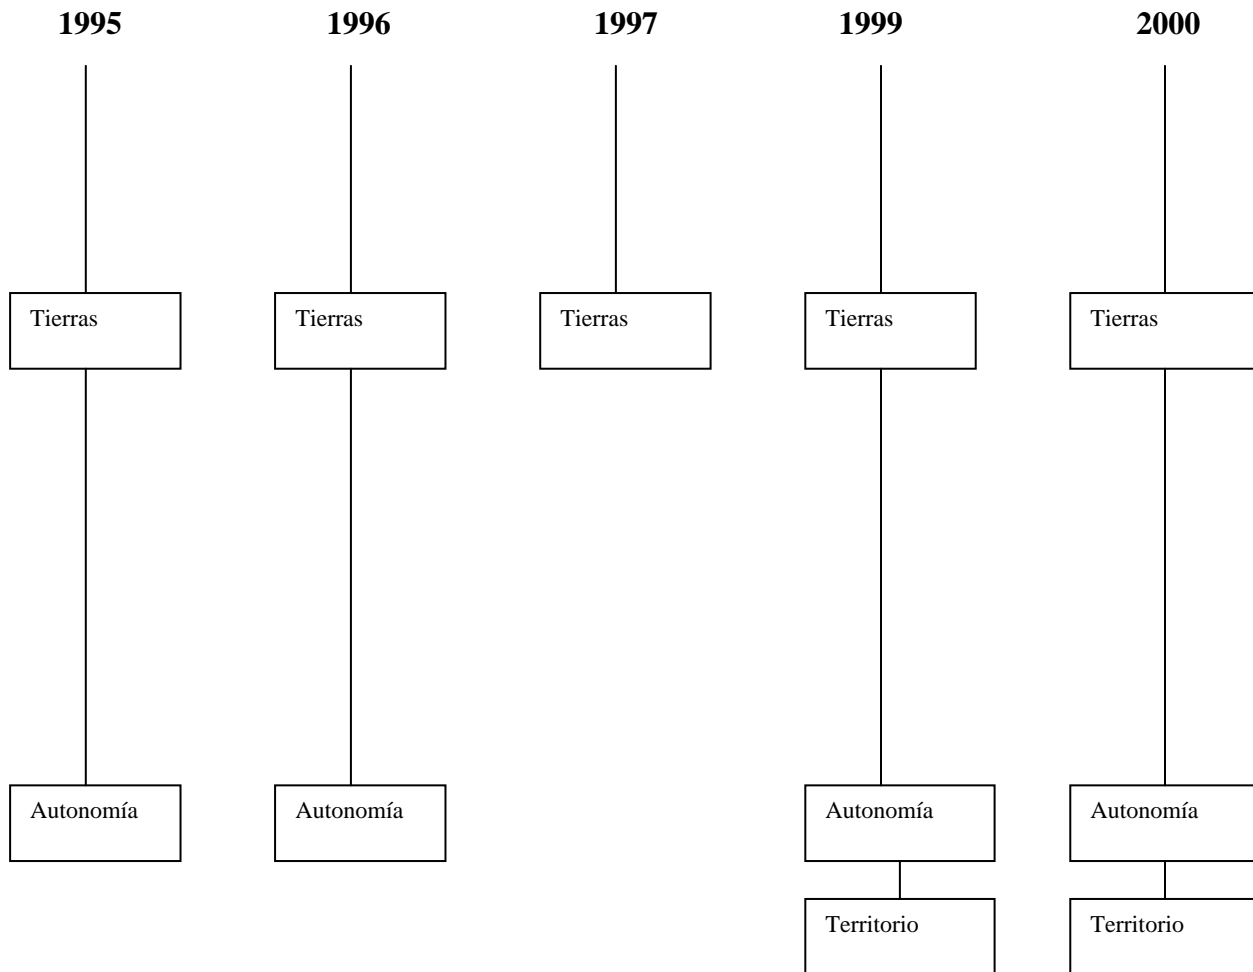 1995 1996 1997 1999 2000
Tierras Tierras Tierras Tierras Tierras
Autonomía Autonomía Autonomía Autonomía
Territorio Territorio